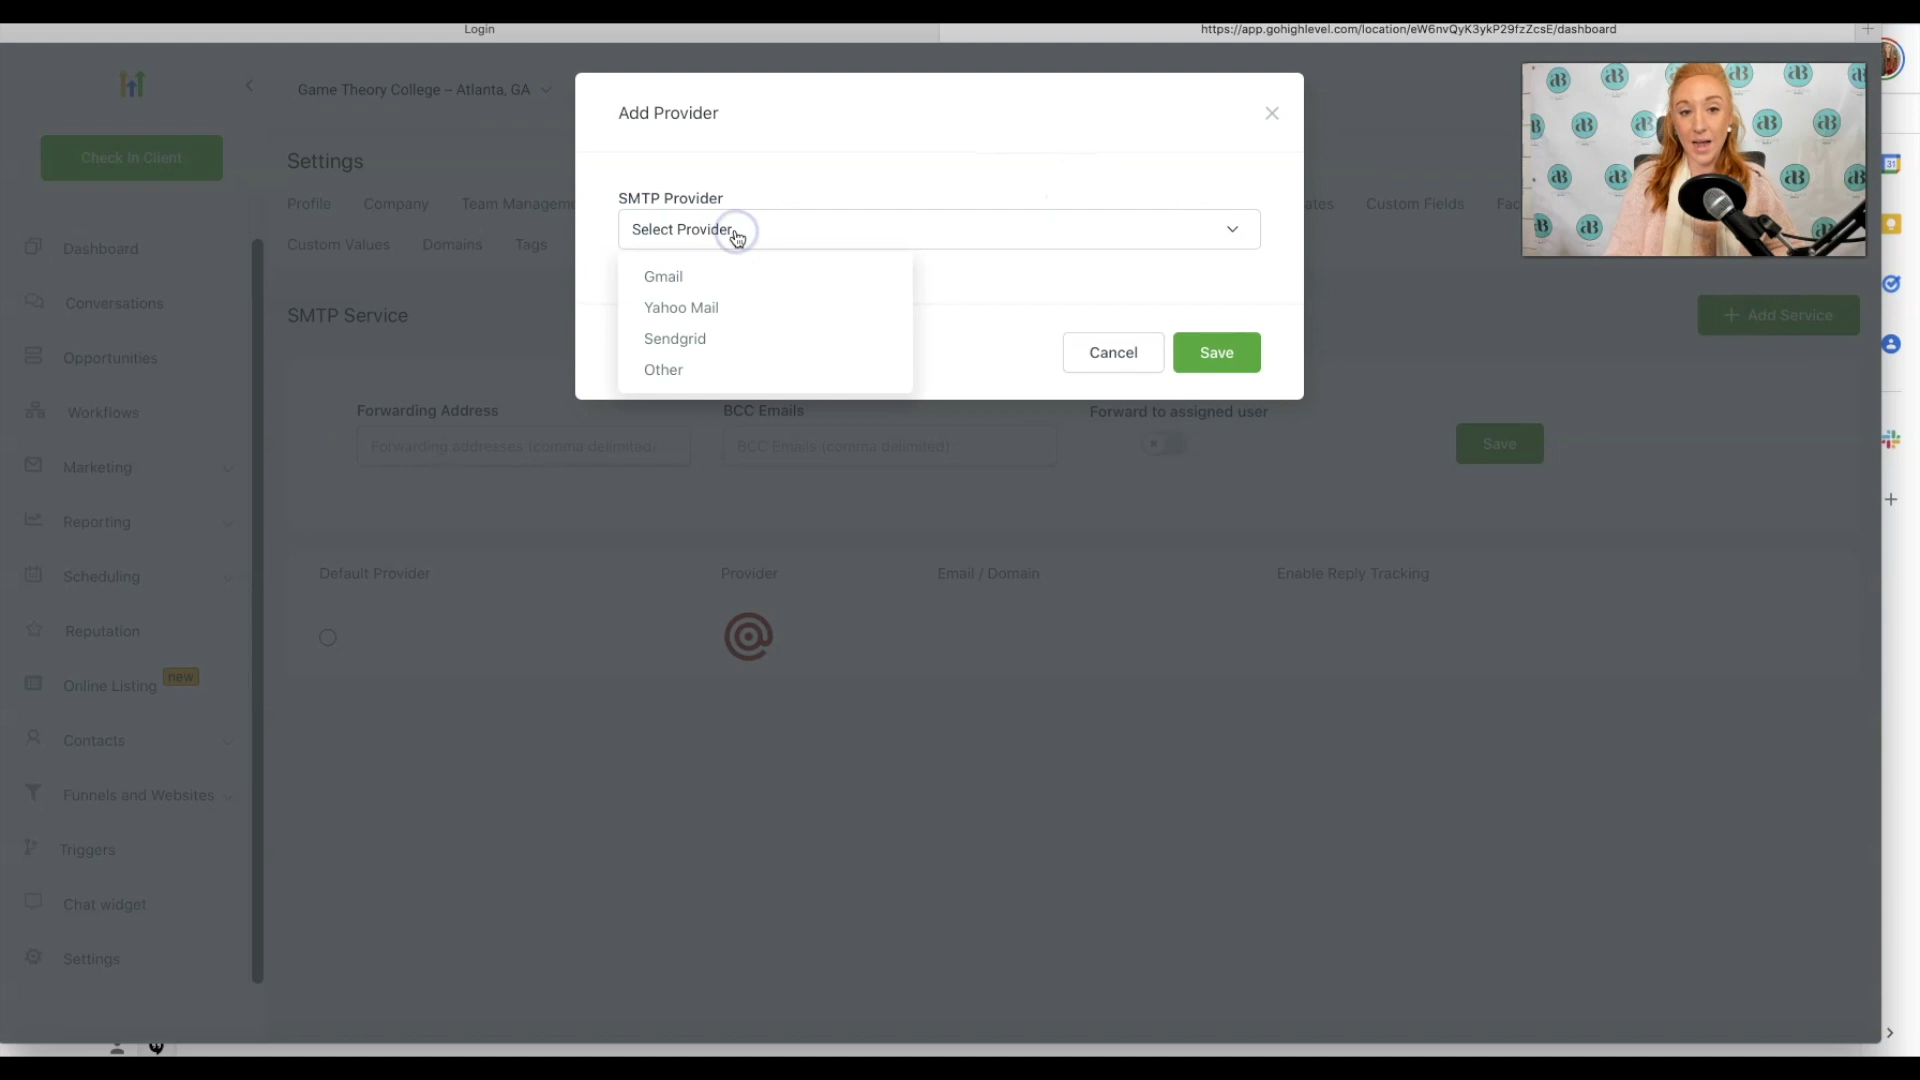 Login
https://app.gohighlevel.com/location/eW6nvQyK3ykP29fzZcsE/dashboard
Game Theory College – Atlanta, GA
Check In Client
Dashboard
Conversations
Opportunities
Workflows
Marketing
Reporting
Scheduling
Reputation
Online Listing new
Contacts
Funnels and Websites
Triggers
Chat widget
Settings
Settings
Profile Company Team Manageme ates Custom Fields Fac
Custom Values Domains Tags
SMTP Service
Add Service
Add Provider
SMTP Provider
Select Provider
Gmail
Yahoo Mail
Sendgrid
Other
Cancel Save
Forwarding Address BCC Emails Forward to assigned user
Forwarding addresses (comma delimited) BCC Emails (comma delimited) Save
Default Provider Provider Email / Domain Enable Reply Tracking
31